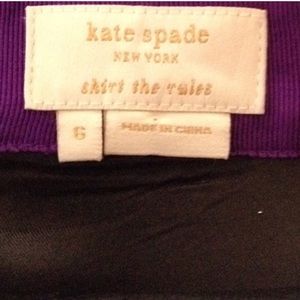 kate spade
NEW YORK
skirt the rules
6
MADE IN CHINA